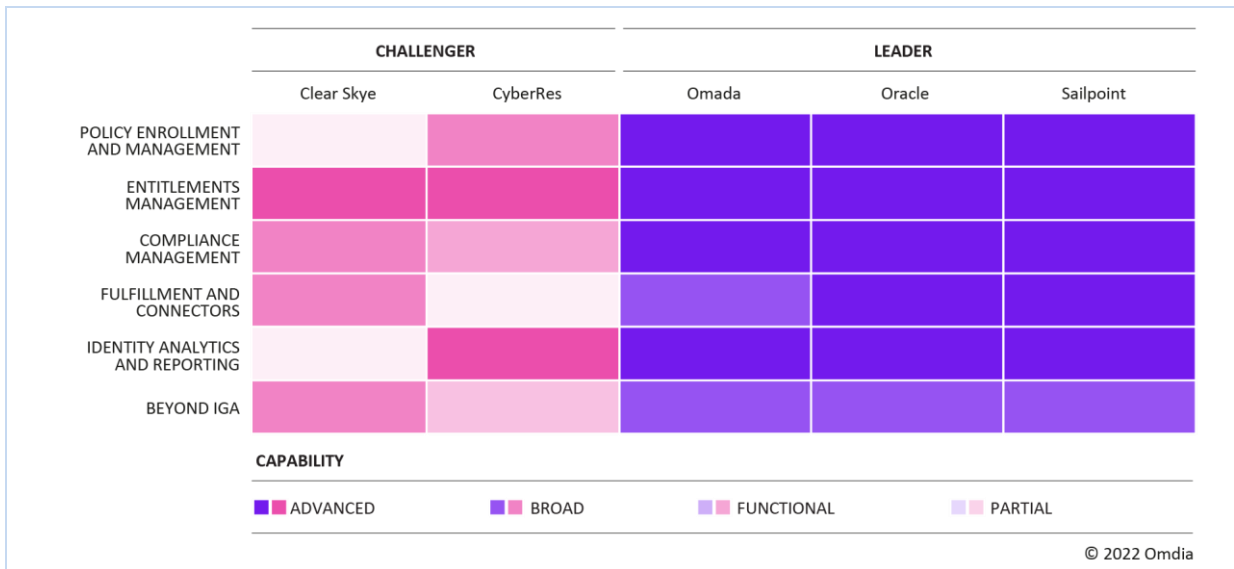 CHALLENGER LEADER
Clear Skye CyberRes Omada Oracle Sailpoint
POLICY ENROLLMENT
AND MANAGEMENT
ENTITLEMENTS
MANAGEMENT
COMPLIANCE
MANAGEMENT
FULFILLMENT AND
CONNECTORS
IDENTITY ANALYTICS
AND REPORTING
BEYOND IGA
CAPABILITY
ADVANCED BROAD FUNCTIONAL PARTIAL
© 2022 Omdia